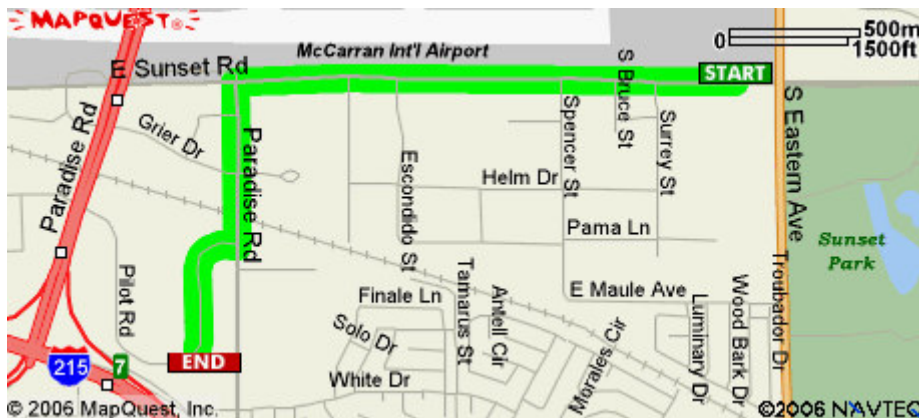 MAPQUEST®
McCarran Int'l Airport
0
500m
1500ft
E Sunset Rd
START
S Bruce St
S Eastern Ave
Paradise Rd
Grier Dr
Paradise Rd
Escondido St
Spencer St
Surrey St
Helm Dr
Pama Ln
Sunset
Park
Pilot Rd
Finale Ln
Tamarus St
Antell Cir
E Maule Ave
Troubador Dr
Solo Dr
Morales Cir
Luminary Dr
Wood Bark Dr
END
215
7
White Dr
© 2006 MapQuest, Inc.
©2006 NAVTEQ